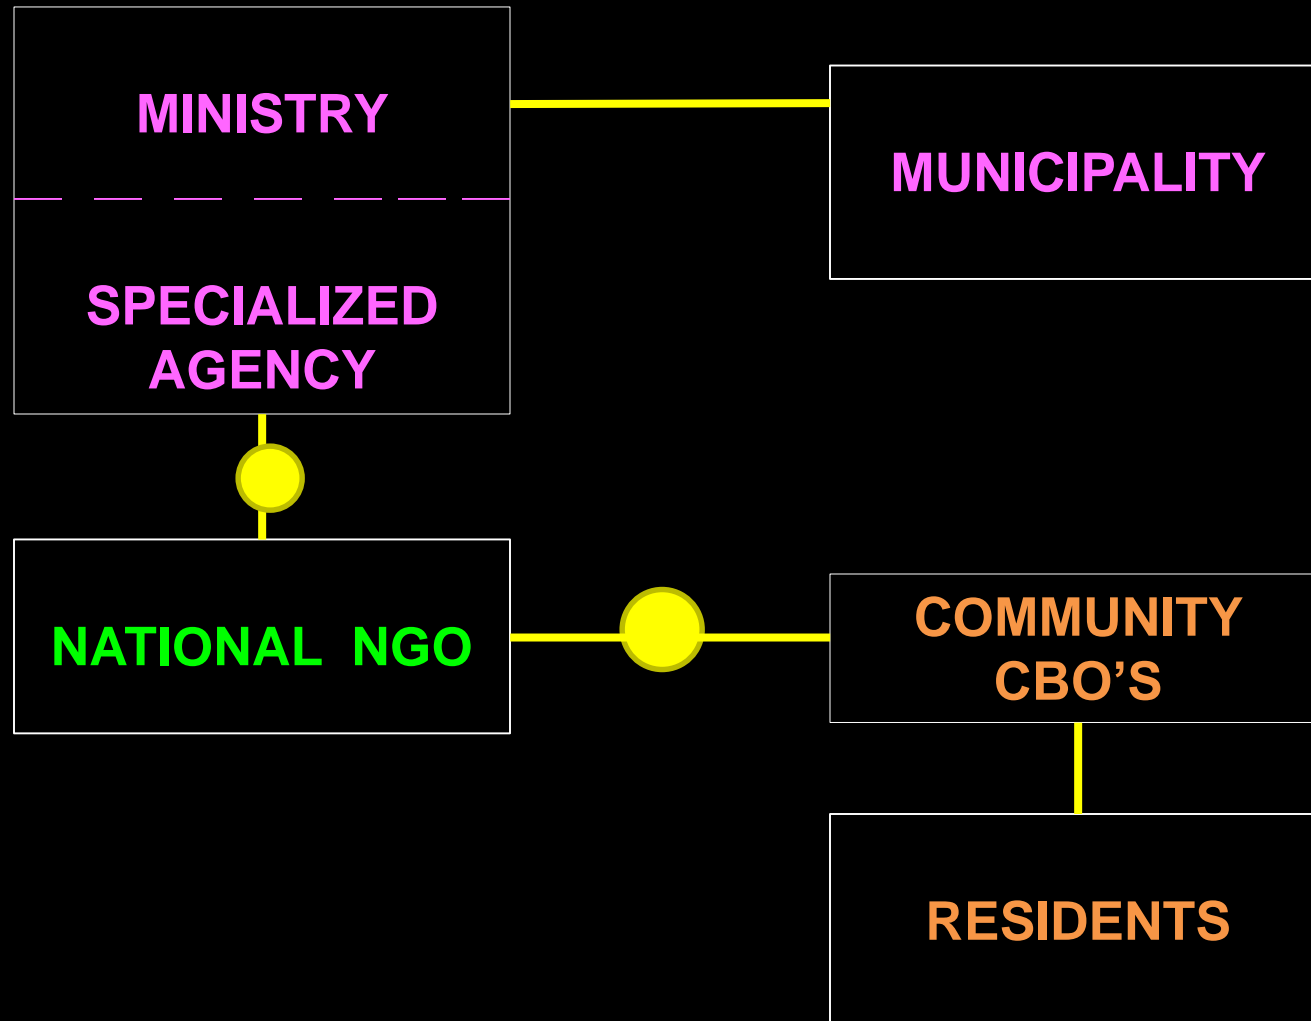 MINISTRY
MUNICIPALITY
SPECIALIZED
AGENCY
NATIONAL NGO
COMMUNITY
CBO’S
RESIDENTS